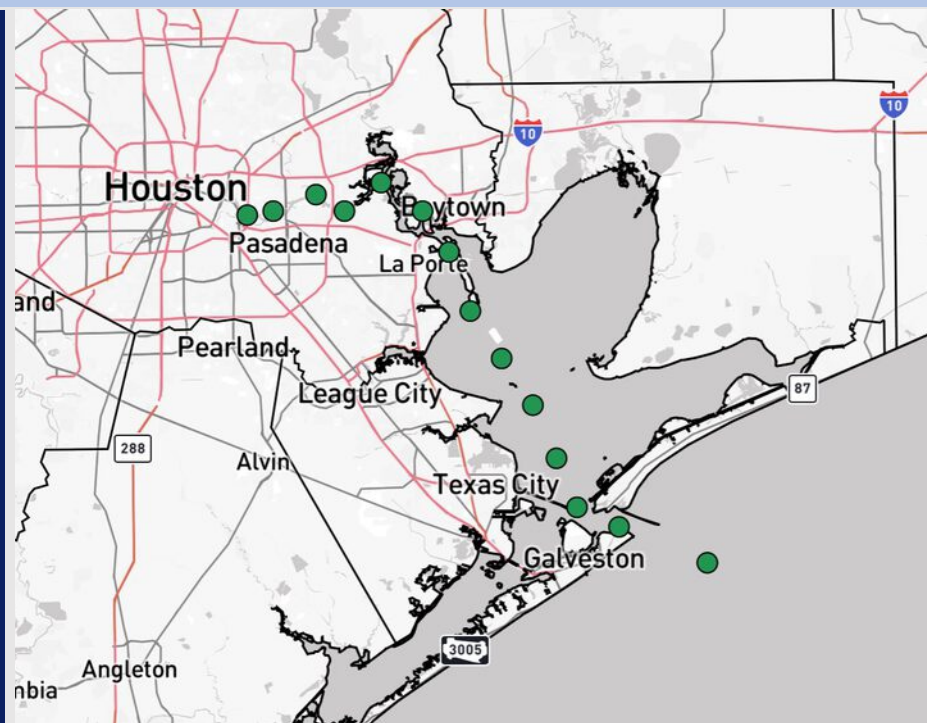 10
10
Houston
Baytown
Pasadena
La Porte
and
Pearland
87
League City
288
Alvin
Texas City
Galveston
3005
Angleton
nbia